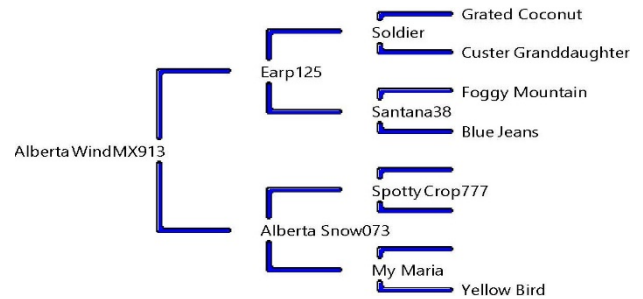 Grated Coconut
Soldier
Custer Granddaughter
Earp125
Foggy Mountain
Santana38
Blue Jeans
Alberta WindMX913
Spotty Crop777
Alberta Snow073
My Maria
Yellow Bird